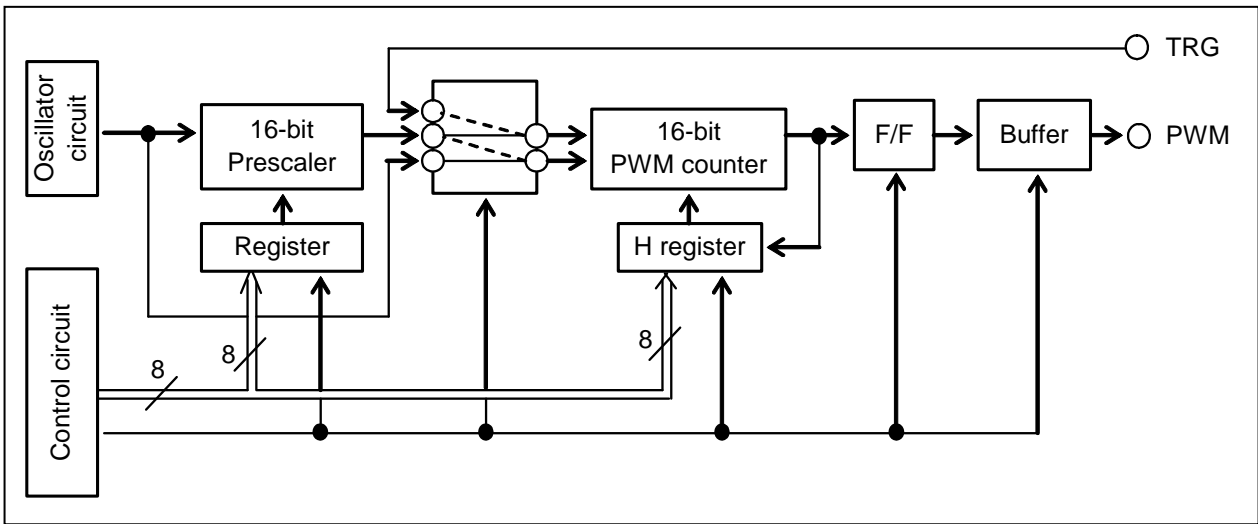 TRG
Oscillator
circuit
16-bit
Prescaler
16-bit
PWM counter
F/F
Buffer
PWM
Register
H register
Control circuit
8
8
8